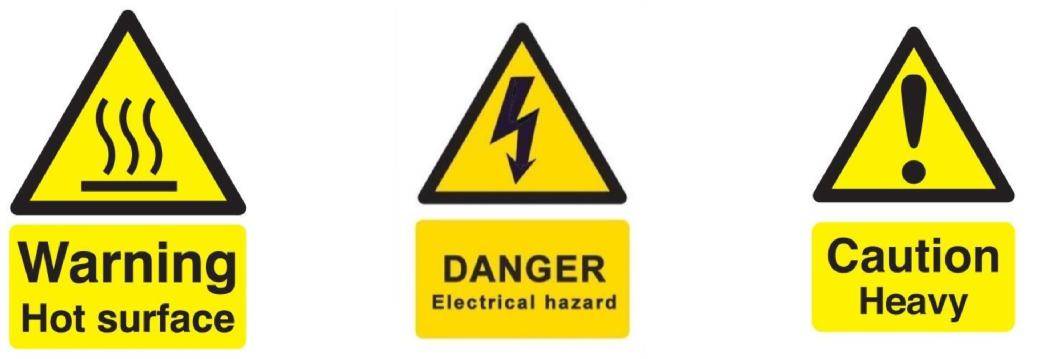 Warning
Hot surface
DANGER
Electrical hazard
Caution
Heavy